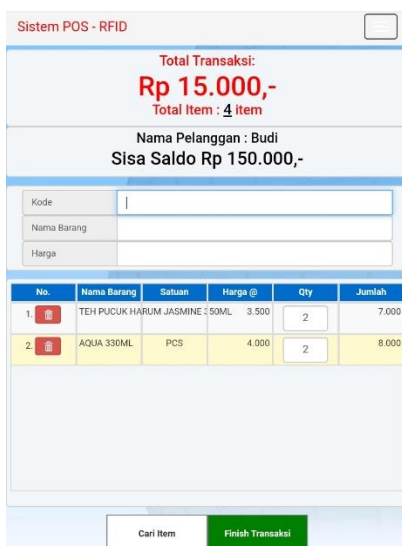 Sistem POS - RFID
Total Transaksi:
Rp 15.000,-
Total Item : 4 item
Nama Pelanggan : Budi
Sisa Saldo Rp 150.000,-
Kode
Nama Barang
Harga
No. Nama Barang Satuan Harga @ Qty Jumlah
1. TEH PUCUK HARUM JASMINE 350ML 3.500 2 7.000
2. AQUA 330ML PCS 4.000 2 8.000
Cari Item Finish Transaksi